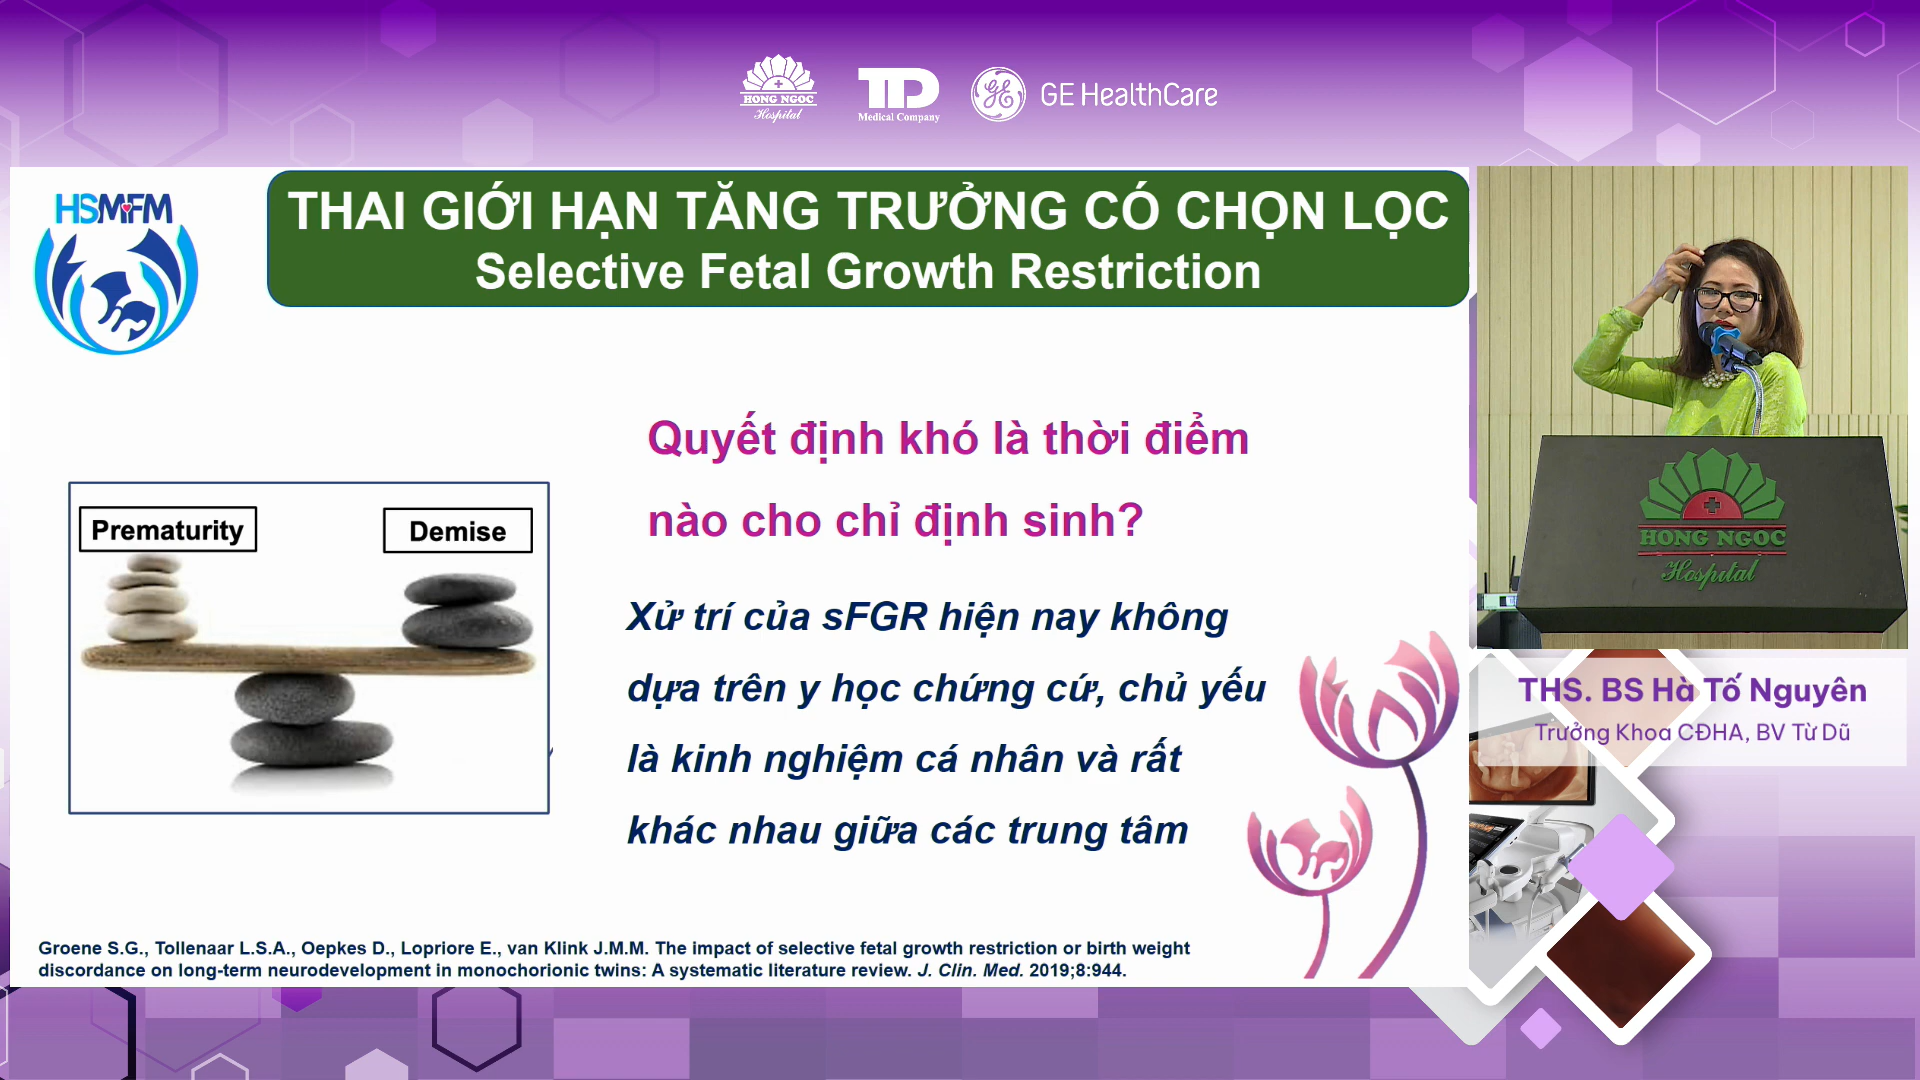 HONG NGOC
Hospital
TD
Medical Company
GE HealthCare
HSMFM
THAI GIỚI HẠN TĂNG TRƯỞNG CÓ CHỌN LỌC
Selective Fetal Growth Restriction
Quyết định khó là thời điểm
nào cho chỉ định sinh?
Prematurity
Demise
Xử trí của sFGR hiện nay không
dựa trên y học chứng cứ, chủ yếu
là kinh nghiệm cá nhân và rất
khác nhau giữa các trung tâm
Groene S.G., Tollenaar L.S.A., Oepkes D., Lopriore E., van Klink J.M.M. The impact of selective fetal growth restriction or birth weight
discordance on long-term neurodevelopment in monochorionic twins: A systematic literature review. J. Clin. Med. 2019;8:944.
HONG NGOC
Hospital
THS. BS Hà Tố Nguyên
Trưởng Khoa CĐHA, BV Từ Dũ